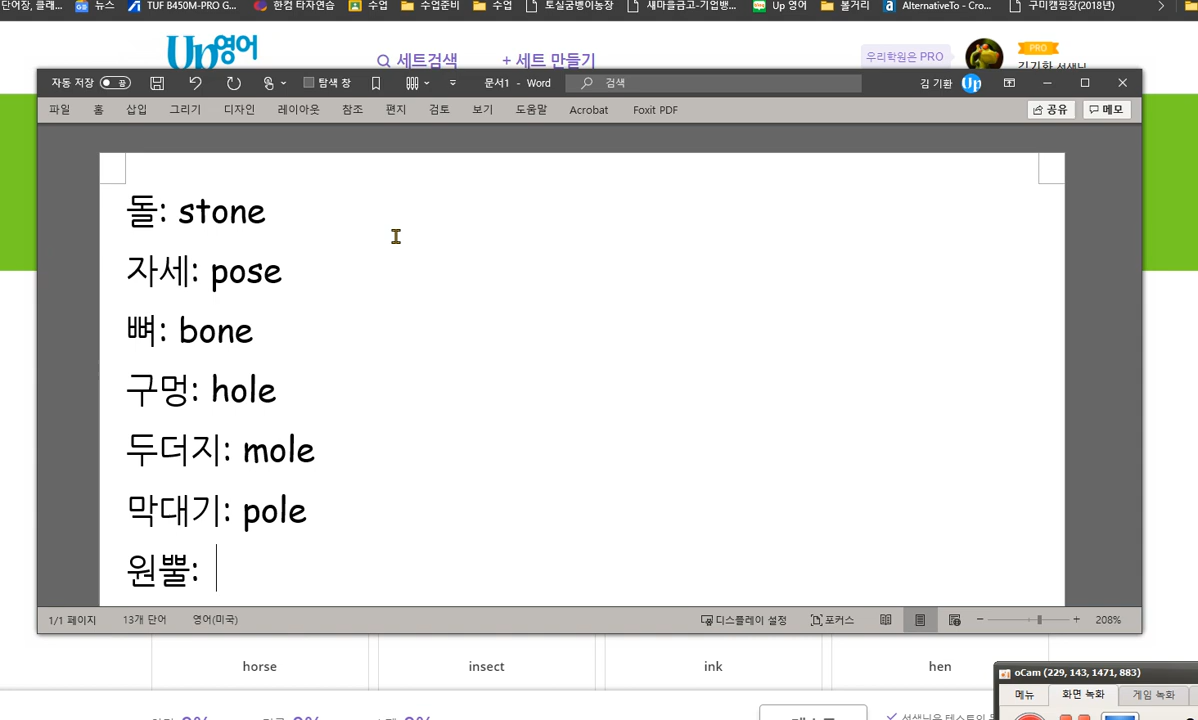 단어장, 클래...
뉴스
TUF B450M-PRO G...
한컴 타자연습
수업
수업준비
수업
토실굼벵이농장
새마을금고-기업뱅...
Up 영어
볼거리
AlternativeTo - Cro...
구미캠핑장(2018년)
Up영어
세트검색
+ 세트 만들기
우리학원은 PRO
PRO
김기환 선생님
자동 저장
끔
탐색 창
문서1 - Word
검색
김 기환
Up
파일 홈 삽입 그리기 디자인 레이아웃 참조 편지 검토 보기 도움말 Acrobat Foxit PDF
공유
메모
돌: stone
자세: pose
뼈: bone
구멍: hole
두더지: mole
막대기: pole
원뿔:
1/1 페이지 13개 단어 영어(미국)
디스플레이 설정
포커스
208%
horse insect ink hen
oCam (229, 143, 1471, 883)
메뉴 화면 녹화 게임 녹화